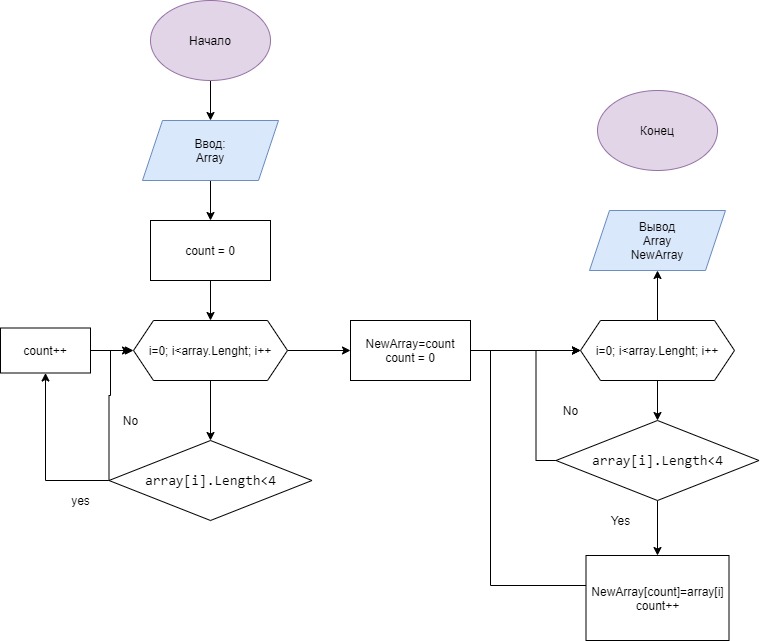 Начало
Ввод:
Array
count = 0
count++
i=0; i<array.Lenght; i++
No
array[i].Length<4
yes
NewArray=count
count = 0
Конец
Вывод
Array
NewArray
i=0; i<array.Lenght; i++
No
array[i].Length<4
Yes
NewArray[count]=array[i]
count++